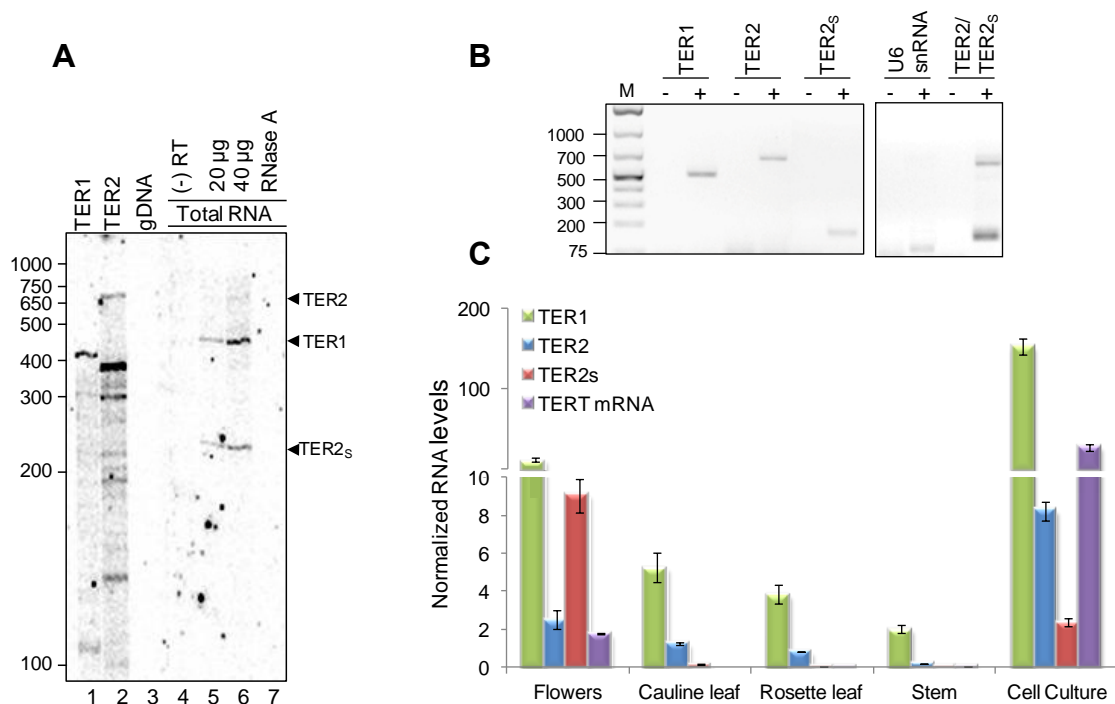 A
TER1
TER2
gDNA
(-) RT
20 µg
40 µg
RNase A
Total RNA
1000
750
650
500
400
300
200
100
TER2
TER1
TER2s
1 2 3 4 5 6 7
B
TER1
TER2
TER2s
U6 snRNA
TER2/ TER2s
M - + - + - + - + - +
1000
700
500
300
200
75
C
Normalized RNA levels
200
100
10
8
6
4
2
0
TER1
TER2
TER2s
TERT mRNA
Flowers Cauline leaf Rosette leaf Stem Cell Culture